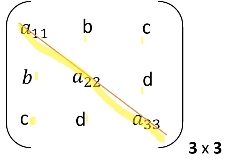 a₁₁ b c
b a₂₂ d
c d a₃₃
3 x 3